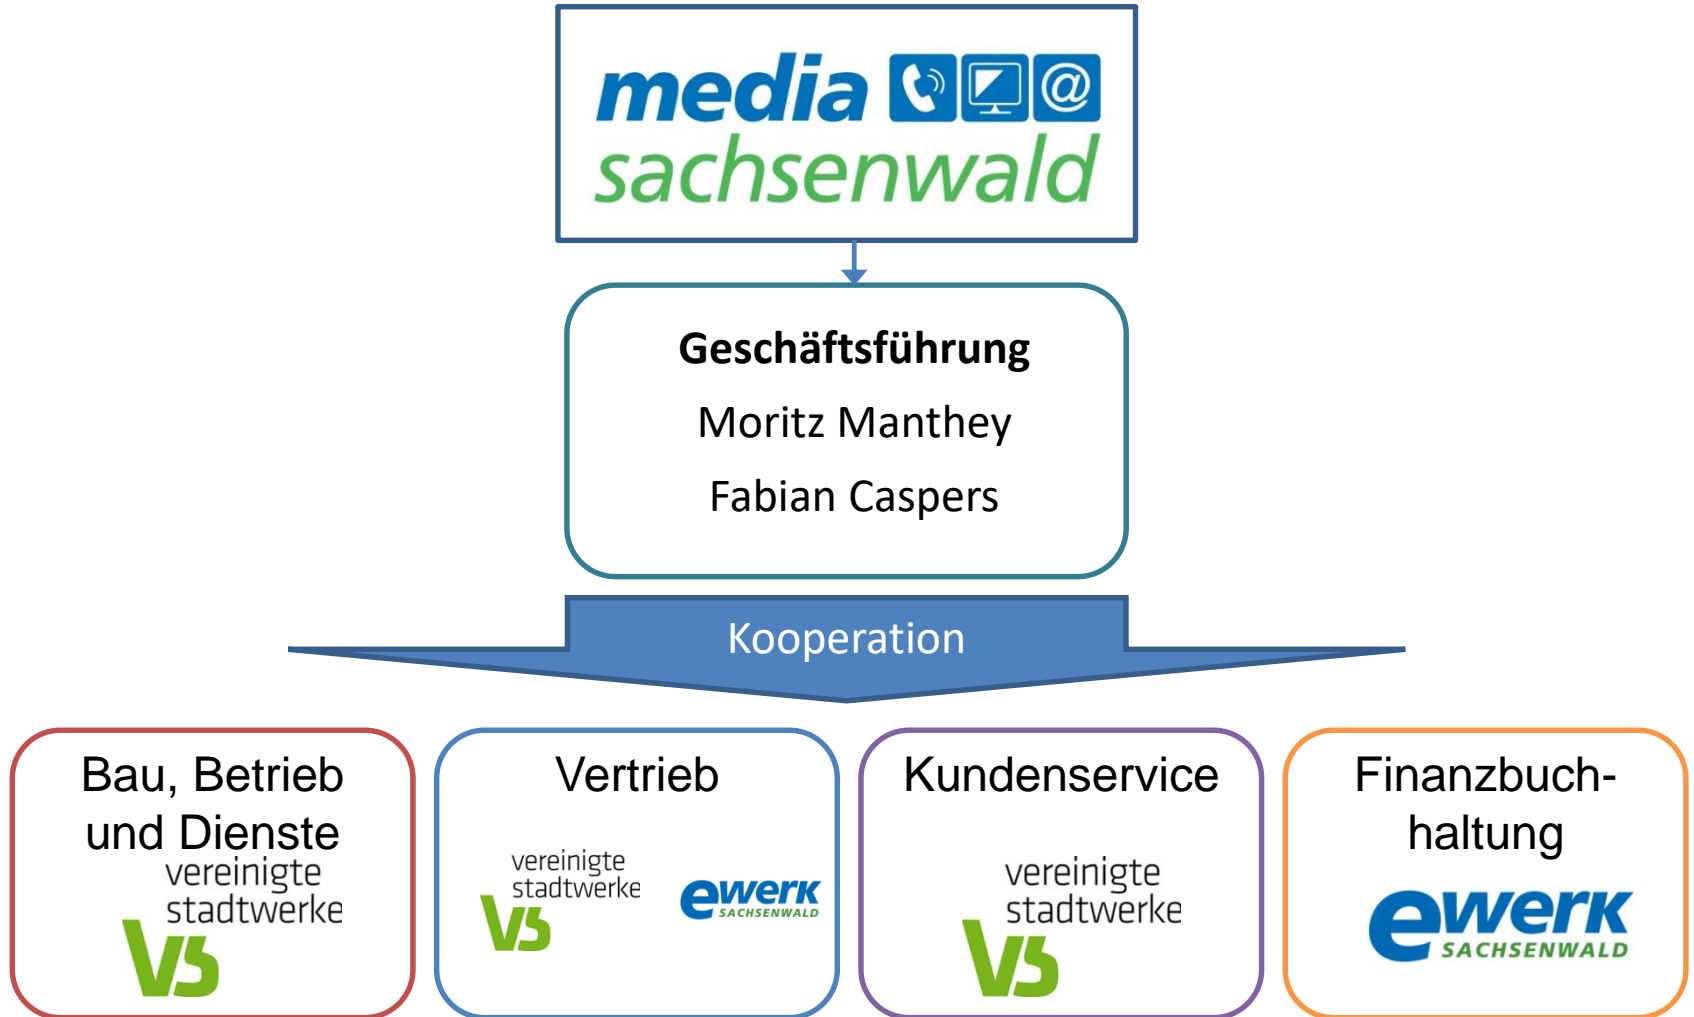 media @
sachsenwald
Geschäftsführung
Moritz Manthey
Fabian Caspers
Kooperation
Bau, Betrieb
und Dienste
vereinigte
stadtwerke
VS
Vertrieb
vereinigte
stadtwerke
VS
ewerk
SACHSENWALD
Kundenservice
vereinigte
stadtwerke
VS
Finanzbuch-
haltung
ewerk
SACHSENWALD